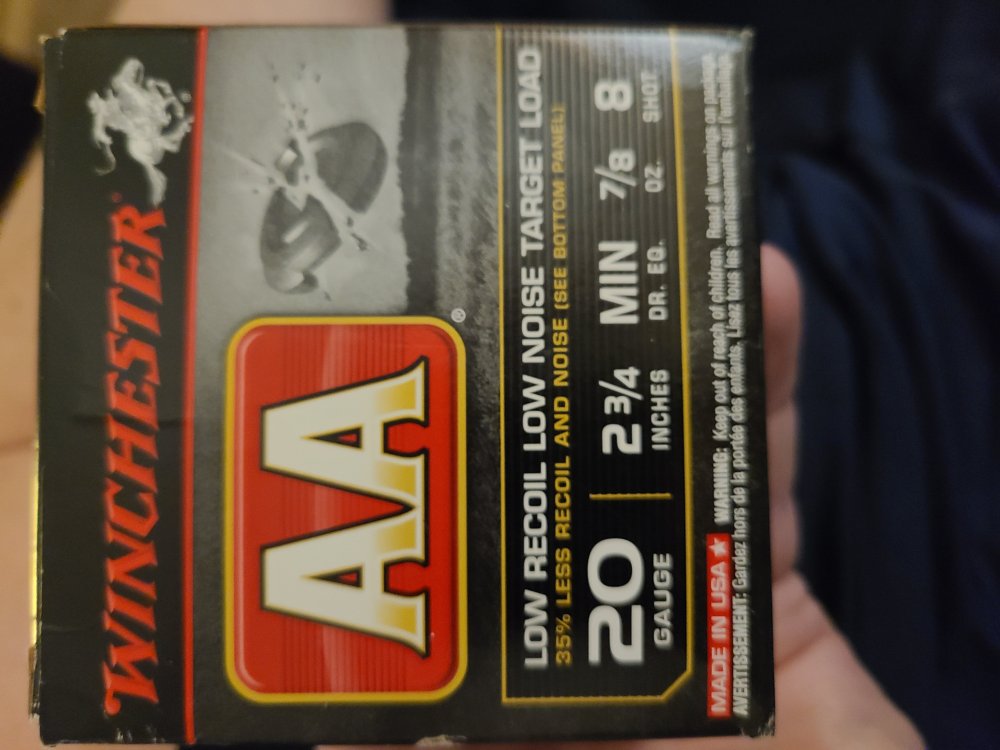 WINCHESTER®
AA®
LOW RECOIL LOW NOISE TARGET LOAD
35% LESS RECOIL AND NOISE (SEE BOTTOM PANEL)
20 2 3/4 MIN 7/8 8
GAUGE INCHES DR. EQ. OZ. SHOT
MADE IN USA ★ WARNING: Keep out of reach of children. Read all warnings on package.
AVERTISSEMENT: Gardez hors de la portée des enfants. Lisez tous les avertissements sur l'emballage.